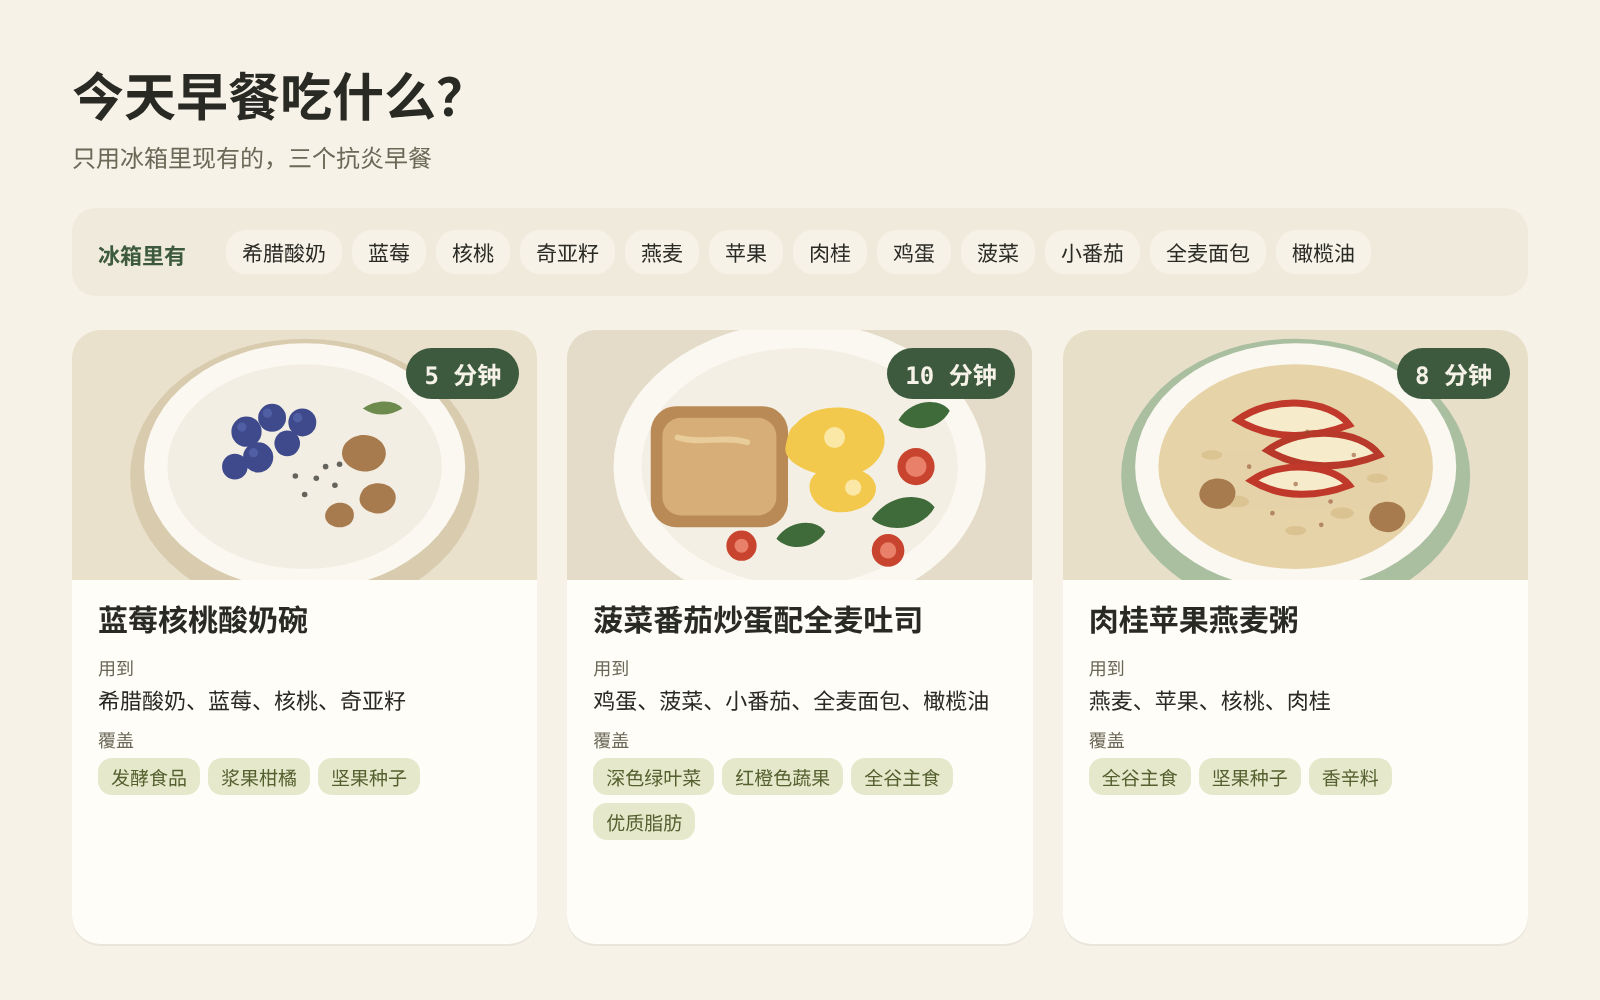 今天早餐吃什么？
只用冰箱里现有的，三个抗炎早餐
冰箱里有 希腊酸奶 蓝莓 核桃 奇亚籽 燕麦 苹果 肉桂 鸡蛋 菠菜 小番茄 全麦面包 橄榄油
5 分钟
蓝莓核桃酸奶碗
用到
希腊酸奶、蓝莓、核桃、奇亚籽
覆盖
发酵食品 浆果柑橘 坚果种子
10 分钟
菠菜番茄炒蛋配全麦吐司
用到
鸡蛋、菠菜、小番茄、全麦面包、橄榄油
覆盖
深色绿叶菜 红橙色蔬果 全谷主食
优质脂肪
8 分钟
肉桂苹果燕麦粥
用到
燕麦、苹果、核桃、肉桂
覆盖
全谷主食 坚果种子 香辛料